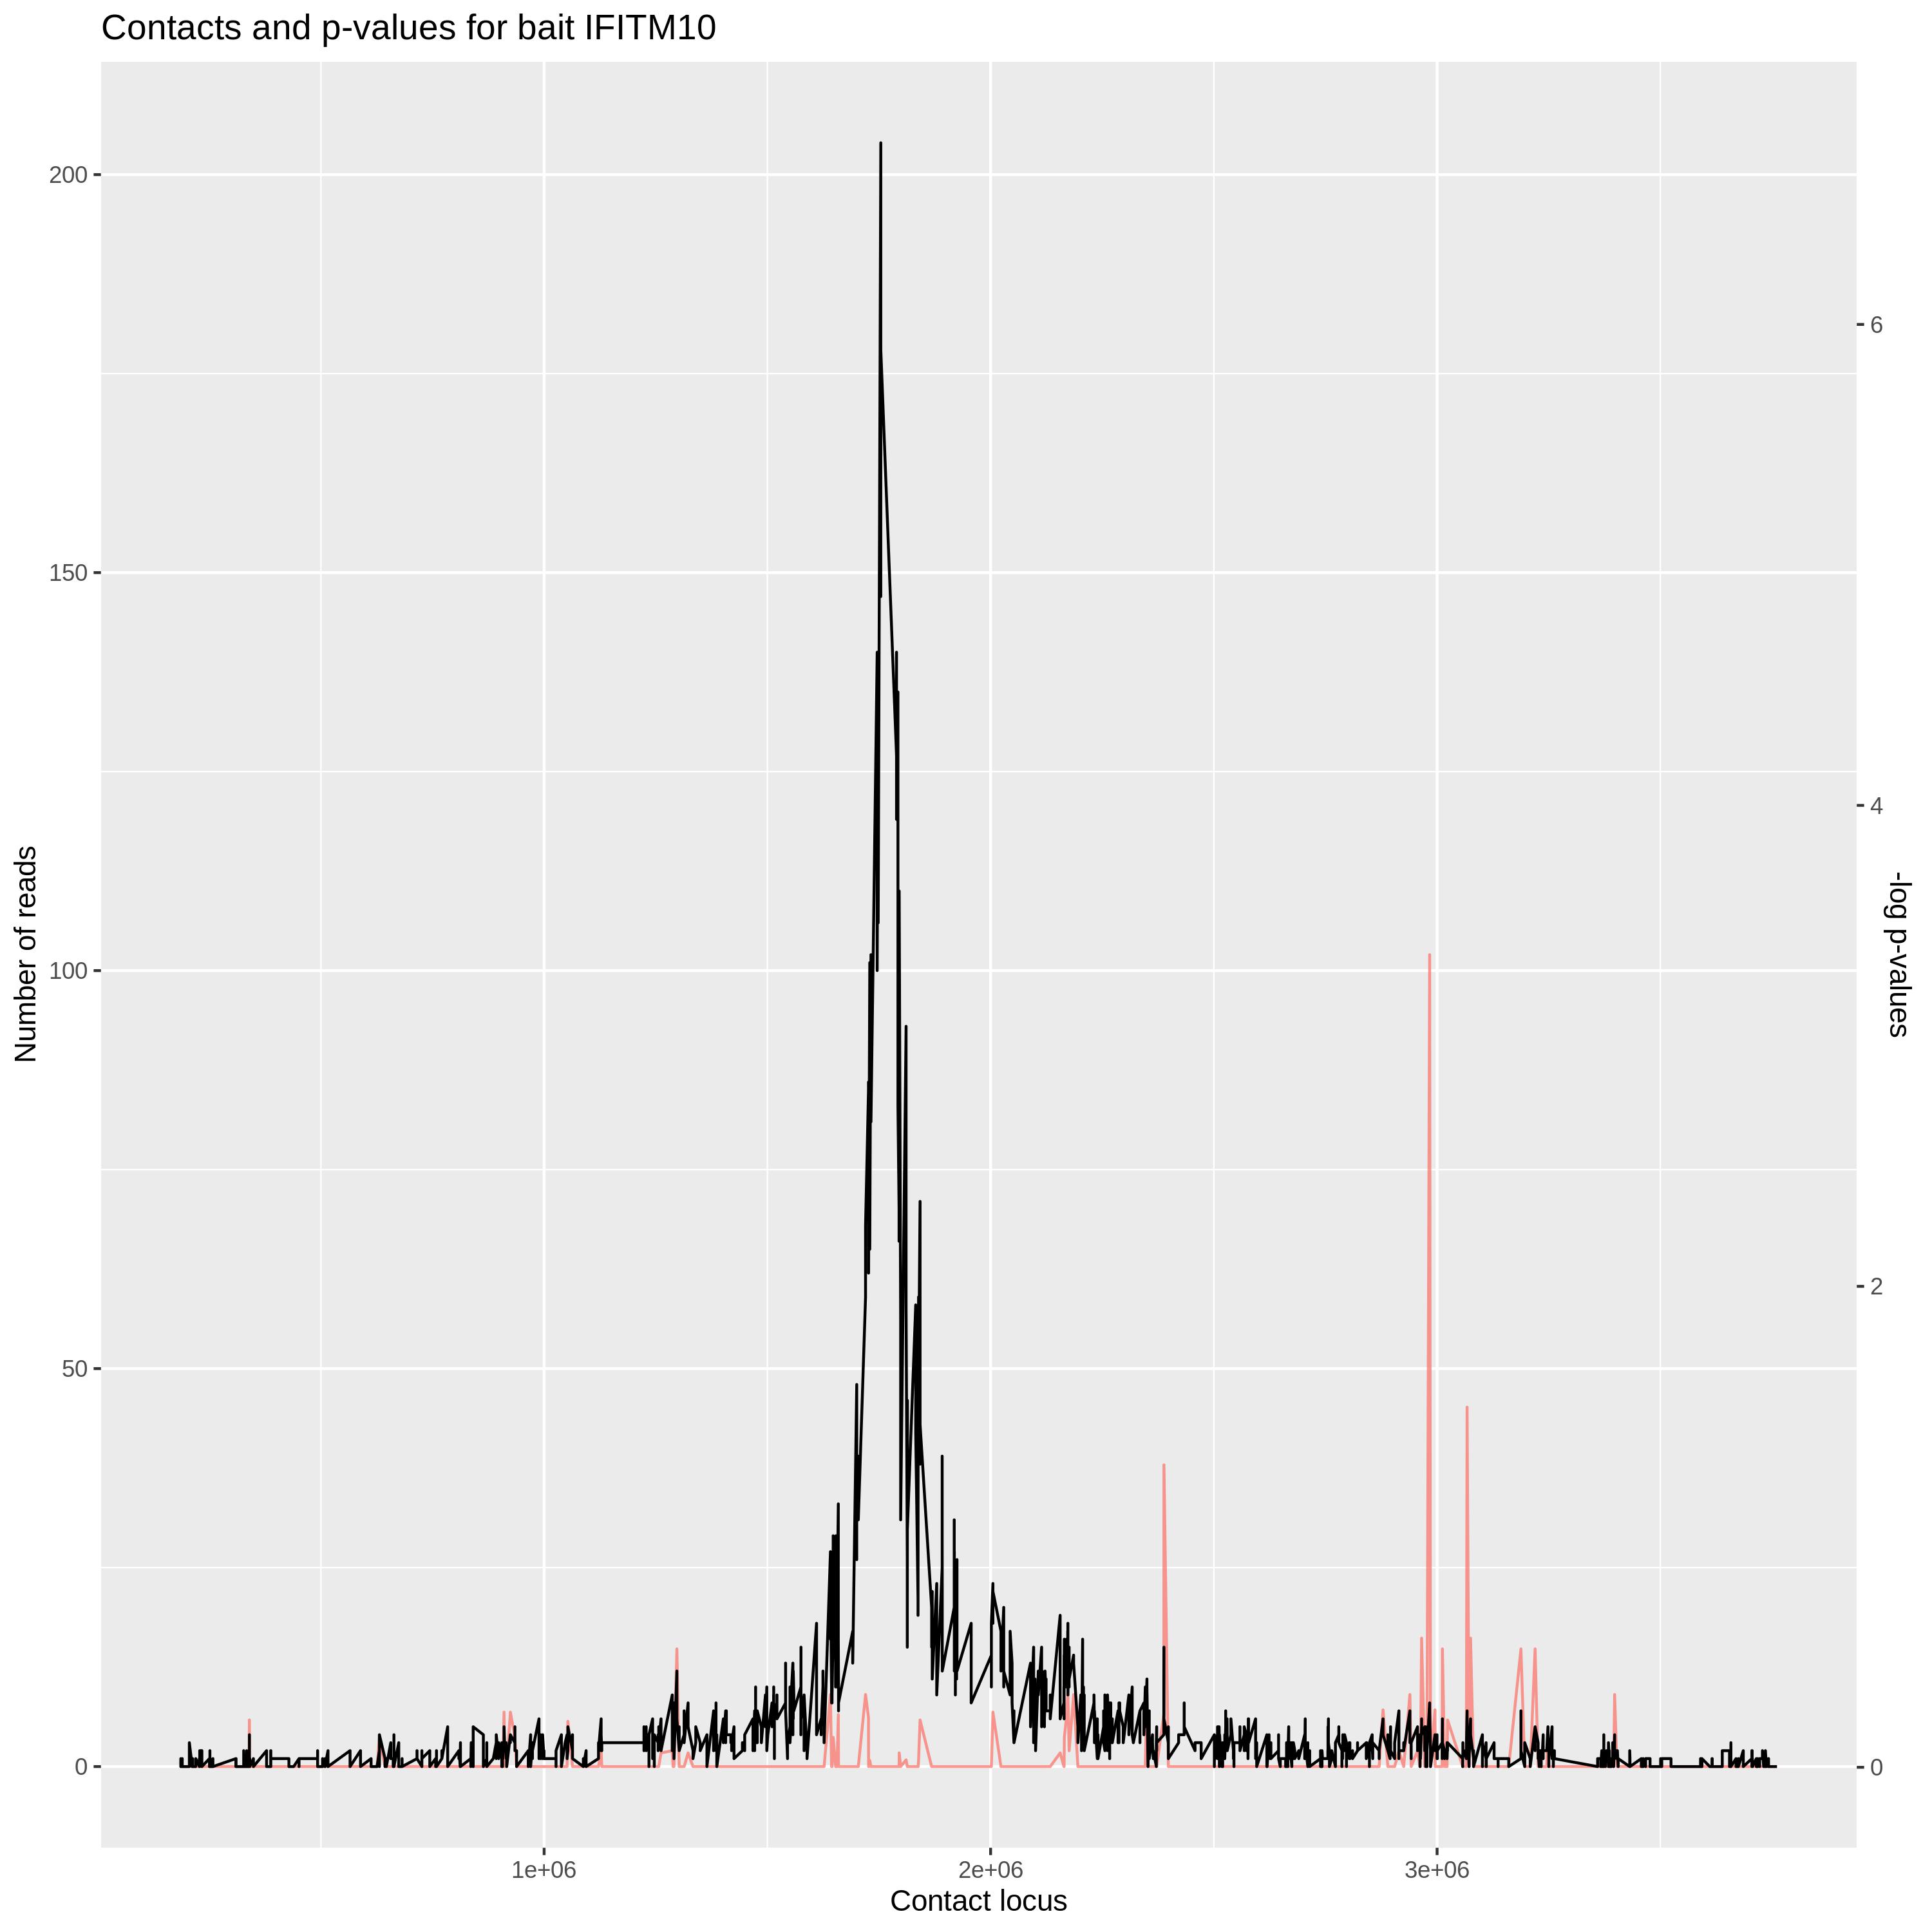 Contacts and p-values for bait IFITM10
200
150
100
50
0
Number of reads
6
4
2
0
-log p-values
1e+06
2e+06
3e+06
Contact locus